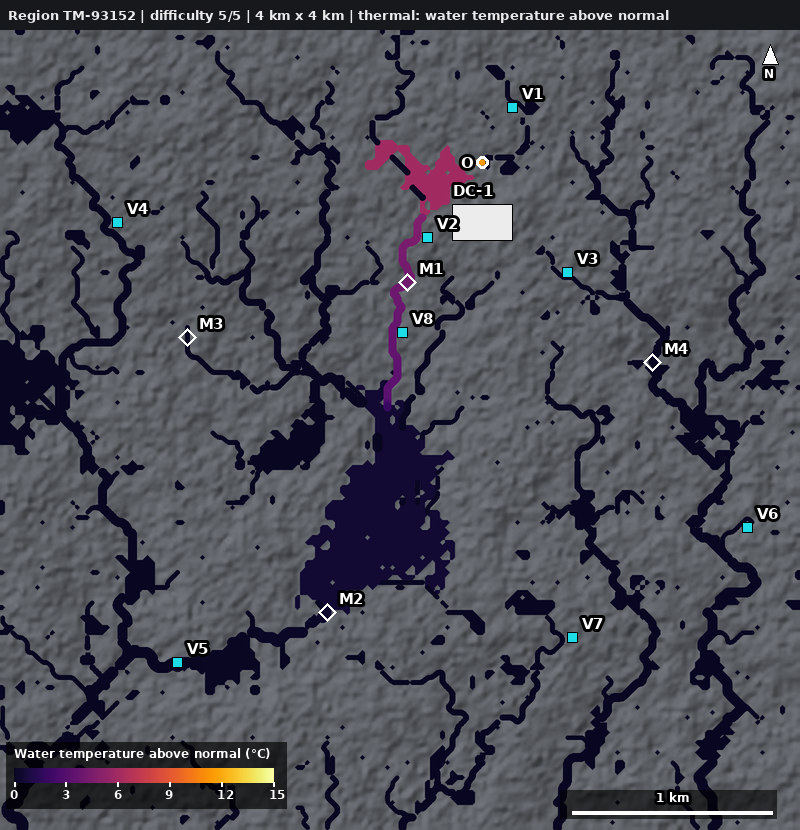 Region TM-93152 | difficulty 5/5 | 4 km x 4 km | thermal: water temperature above normal
N
V1
O
DC-1
V4
V2
V3
M1
M3
V8
M4
V6
M2
V7
V5
Water temperature above normal (°C)
0 3 6 9 12 15
1 km